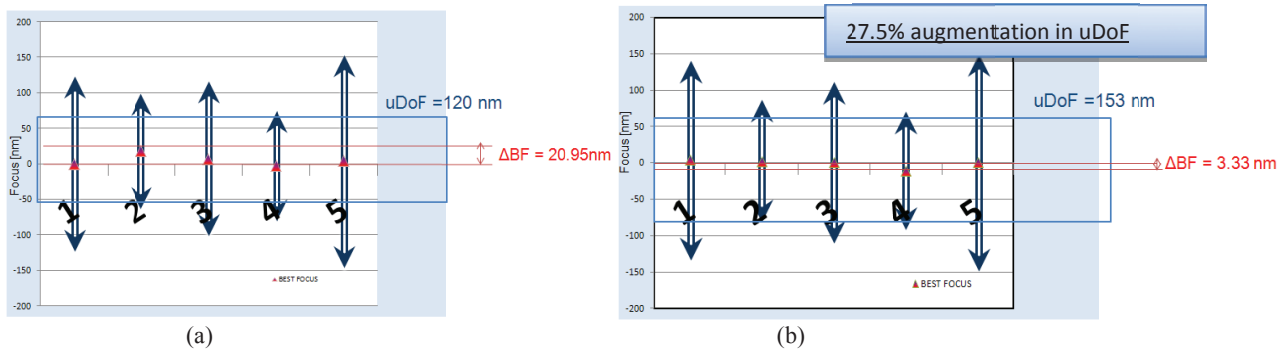 200
150
100
50
0
-50
-100
-150
-200
Focus [nm]
1 2 3 4 5
uDoF =120 nm
ΔBF = 20.95nm
BEST FOCUS
(a)
27.5% augmentation in uDoF
200
150
100
50
0
-50
-100
-150
-200
Focus [nm]
1 2 3 4 5
uDoF =153 nm
ΔBF = 3.33 nm
BEST FOCUS
(b)